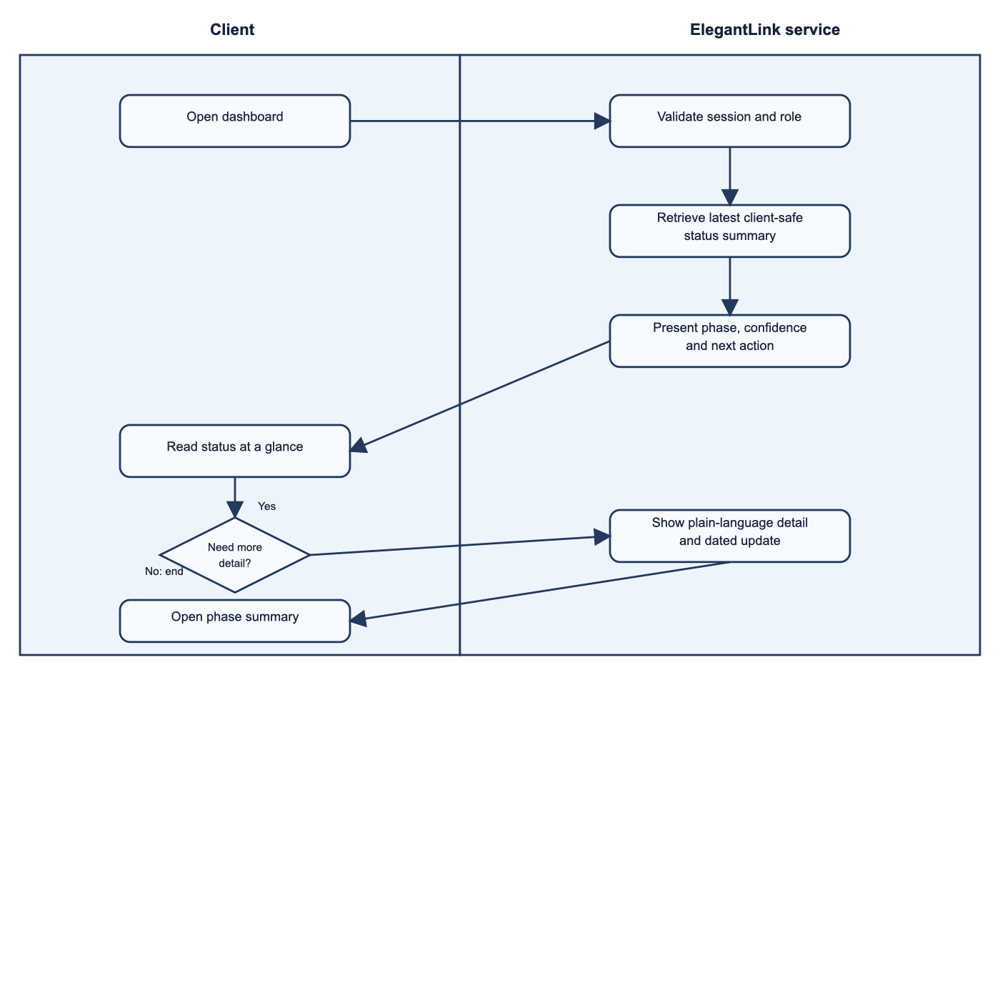 Client
ElegantLink service
Open dashboard
Validate session and role
Retrieve latest client-safe
status summary
Present phase, confidence
and next action
Read status at a glance
Yes
Need more
detail?
No: end
Show plain-language detail
and dated update
Open phase summary